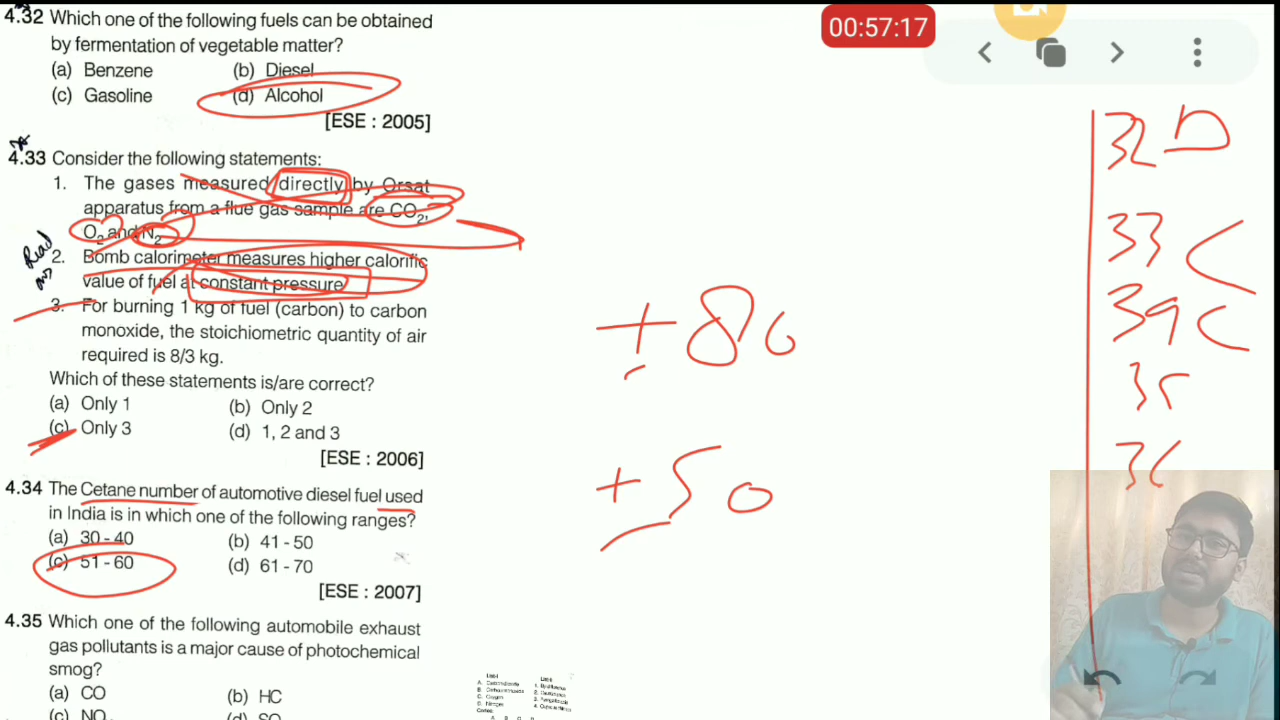 4.32 Which one of the following fuels can be obtained
by fermentation of vegetable matter?
(a) Benzene (b) Diesel
(c) Gasoline (d) Alcohol
[ESE : 2005]
4.33 Consider the following statements:
1. The gases measured directly by Orsat
apparatus from a flue gas sample are CO2,
O2 and N2
Read
2. Bomb calorimeter measures higher calorific
value of fuel at constant pressure
3. For burning 1 kg of fuel (carbon) to carbon
monoxide, the stoichiometric quantity of air
required is 8/3 kg.
Which of these statements is/are correct?
(a) Only 1 (b) Only 2
(c) Only 3 (d) 1, 2 and 3
[ESE : 2006]
4.34 The Cetane number of automotive diesel fuel used
in India is in which one of the following ranges?
(a) 30 - 40 (b) 41 - 50
(c) 51 - 60 (d) 61 - 70
[ESE : 2007]
4.35 Which one of the following automobile exhaust
gas pollutants is a major cause of photochemical
smog?
(a) CO (b) HC
00:57:17
+80
+50
32 D
33 C
34 C
35
36